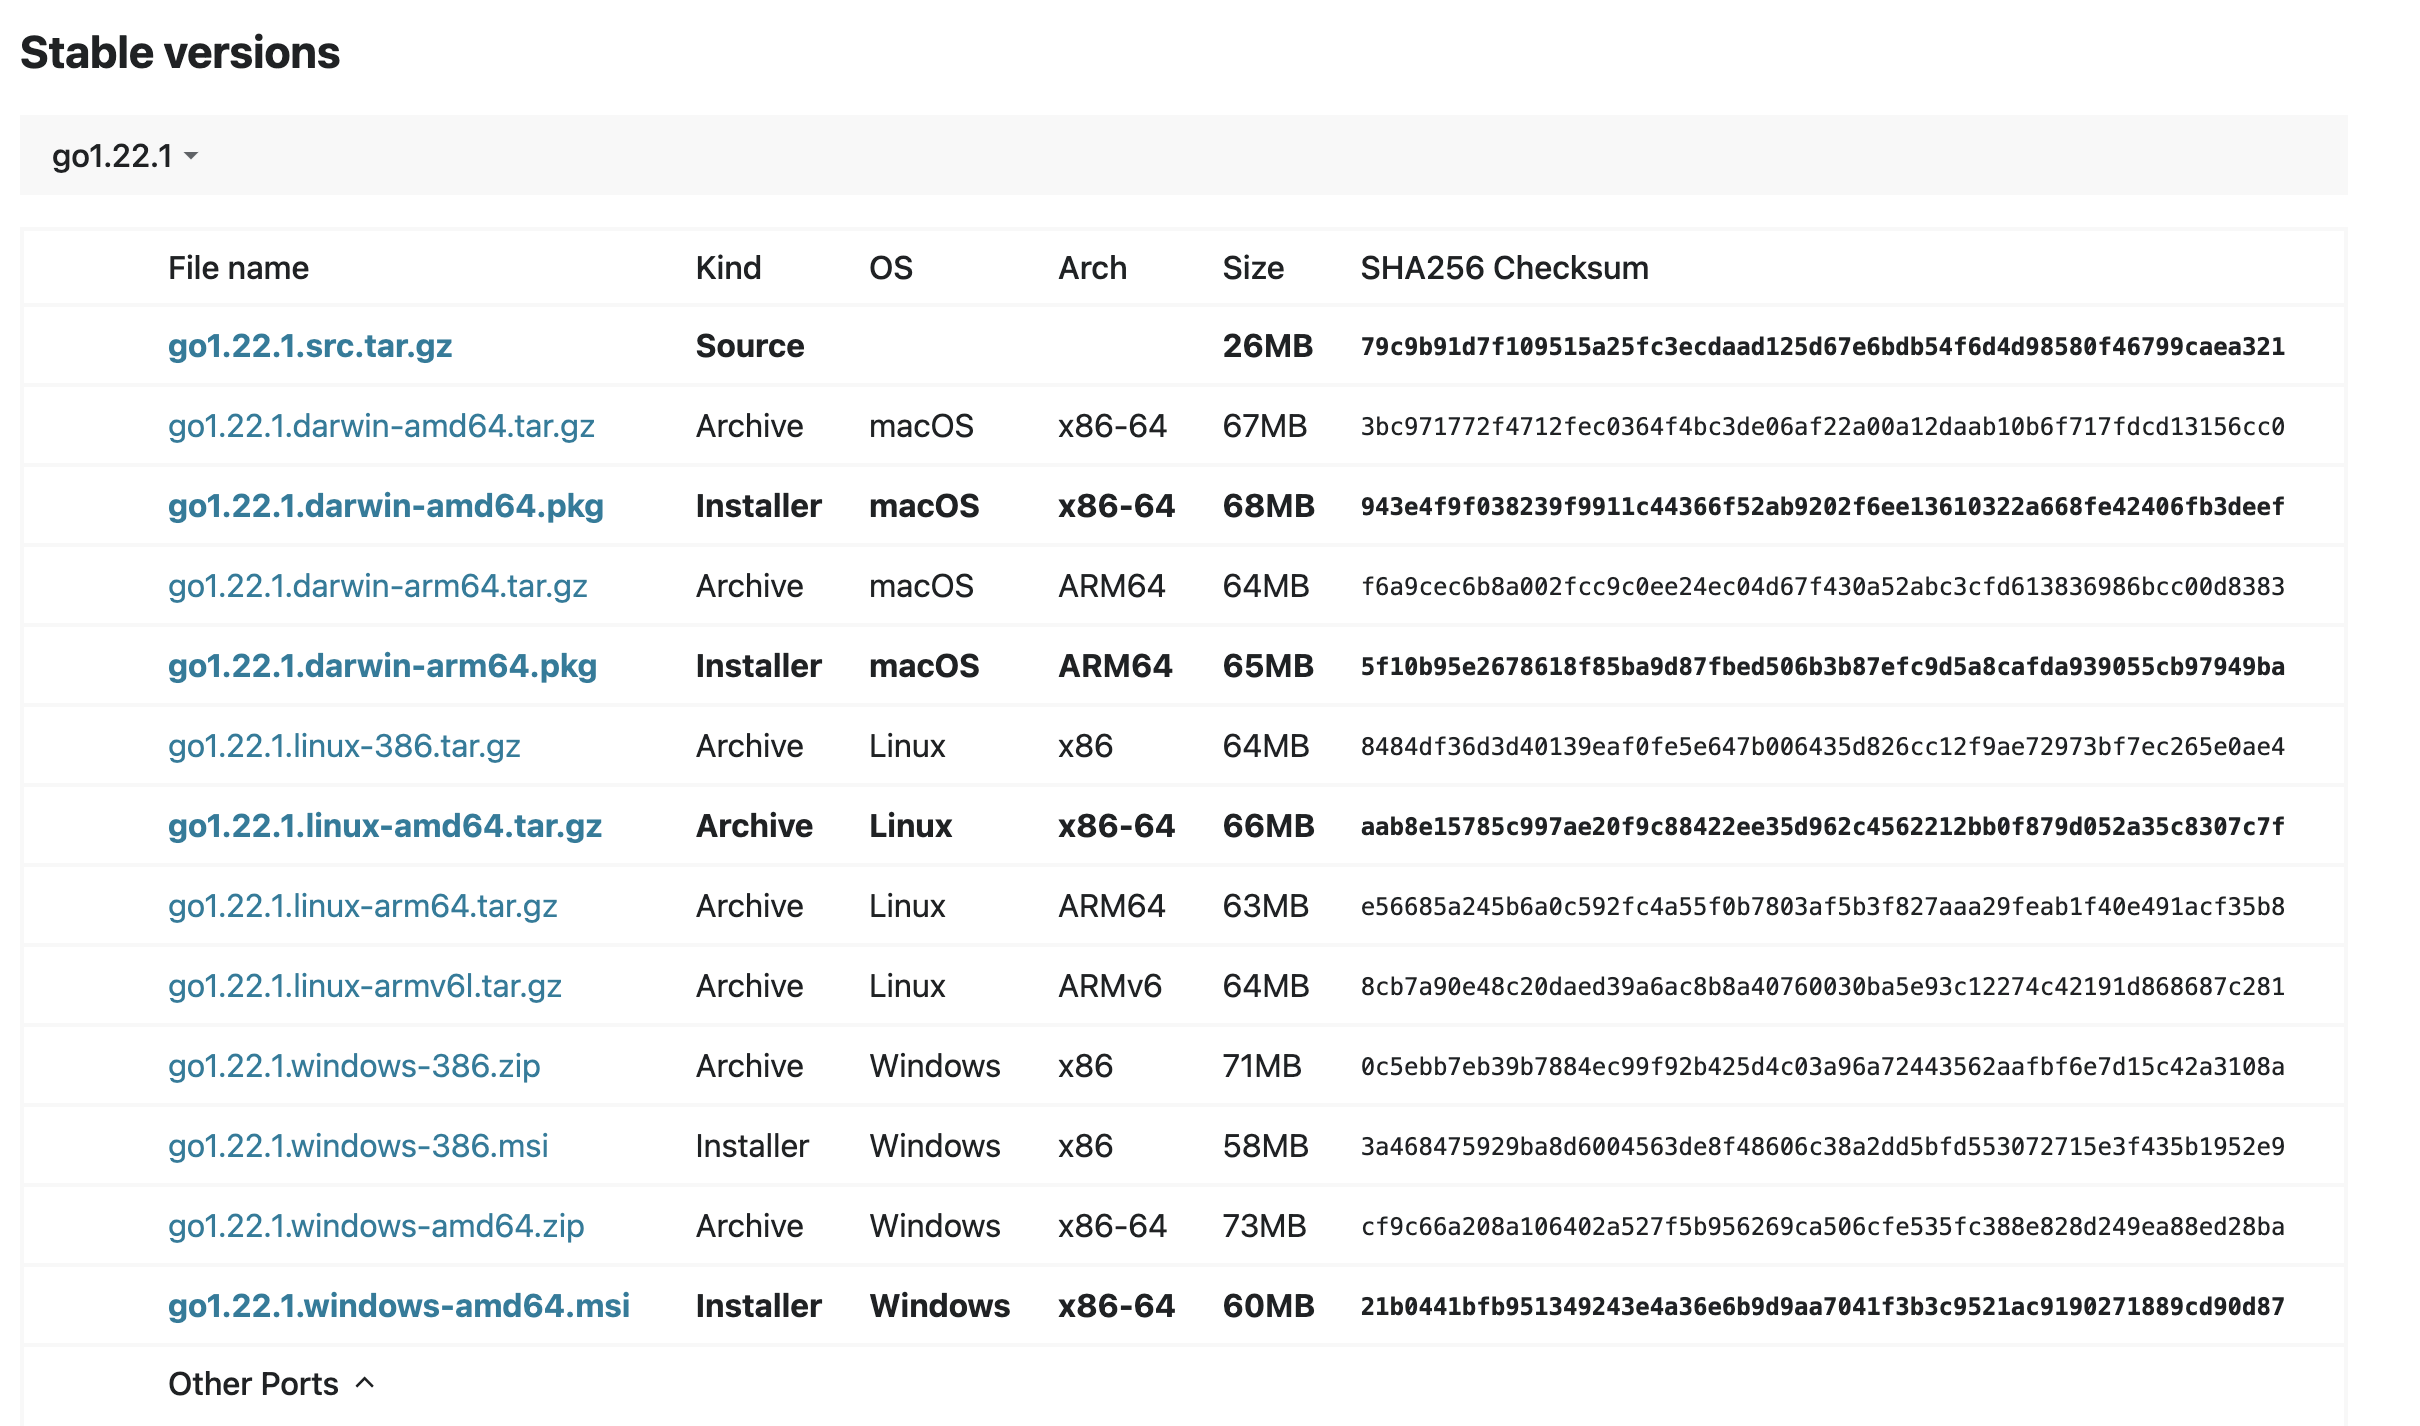 Stable versions
go1.22.1
File name Kind OS Arch Size SHA256 Checksum
go1.22.1.src.tar.gz Source 26MB 79c9b91d7f109515a25fc3ecdaad125d67e6bdb54f6d4d98580f46799caea321
go1.22.1.darwin-amd64.tar.gz Archive macOS x86-64 67MB 3bc971772f4712fec0364f4bc3de06af22a00a12daab10b6f717fdcd13156cc0
go1.22.1.darwin-amd64.pkg Installer macOS x86-64 68MB 943e4f9f038239f9911c44366f52ab9202f6ee13610322a668fe42406fb3deef
go1.22.1.darwin-arm64.tar.gz Archive macOS ARM64 64MB f6a9cec6b8a002fcc9c0ee24ec04d67f430a52abc3cfd613836986bcc00d8383
go1.22.1.darwin-arm64.pkg Installer macOS ARM64 65MB 5f10b95e2678618f85ba9d87fbed506b3b87efc9d5a8cafda939055cb97949ba
go1.22.1.linux-386.tar.gz Archive Linux x86 64MB 8484df36d3d40139eaf0fe5e647b006435d826cc12f9ae72973bf7ec265e0ae4
go1.22.1.linux-amd64.tar.gz Archive Linux x86-64 66MB aab8e15785c997ae20f9c88422ee35d962c4562212bb0f879d052a35c8307c7f
go1.22.1.linux-arm64.tar.gz Archive Linux ARM64 63MB e56685a245b6a0c592fc4a55f0b7803af5b3f827aaa29feab1f40e491acf35b8
go1.22.1.linux-armv6l.tar.gz Archive Linux ARMv6 64MB 8cb7a90e48c20daed39a6ac8b8a40760030ba5e93c12274c42191d868687c281
go1.22.1.windows-386.zip Archive Windows x86 71MB 0c5ebb7eb39b7884ec99f92b425d4c03a96a72443562aafbf6e7d15c42a3108a
go1.22.1.windows-386.msi Installer Windows x86 58MB 3a468475929ba8d6004563de8f48606c38a2dd5bfd553072715e3f435b1952e9
go1.22.1.windows-amd64.zip Archive Windows x86-64 73MB cf9c66a208a106402a527f5b956269ca506cfe535fc388e828d249ea88ed28ba
go1.22.1.windows-amd64.msi Installer Windows x86-64 60MB 21b0441bfb951349243e4a36e6b9d9aa7041f3b3c9521ac9190271889cd90d87
Other Ports